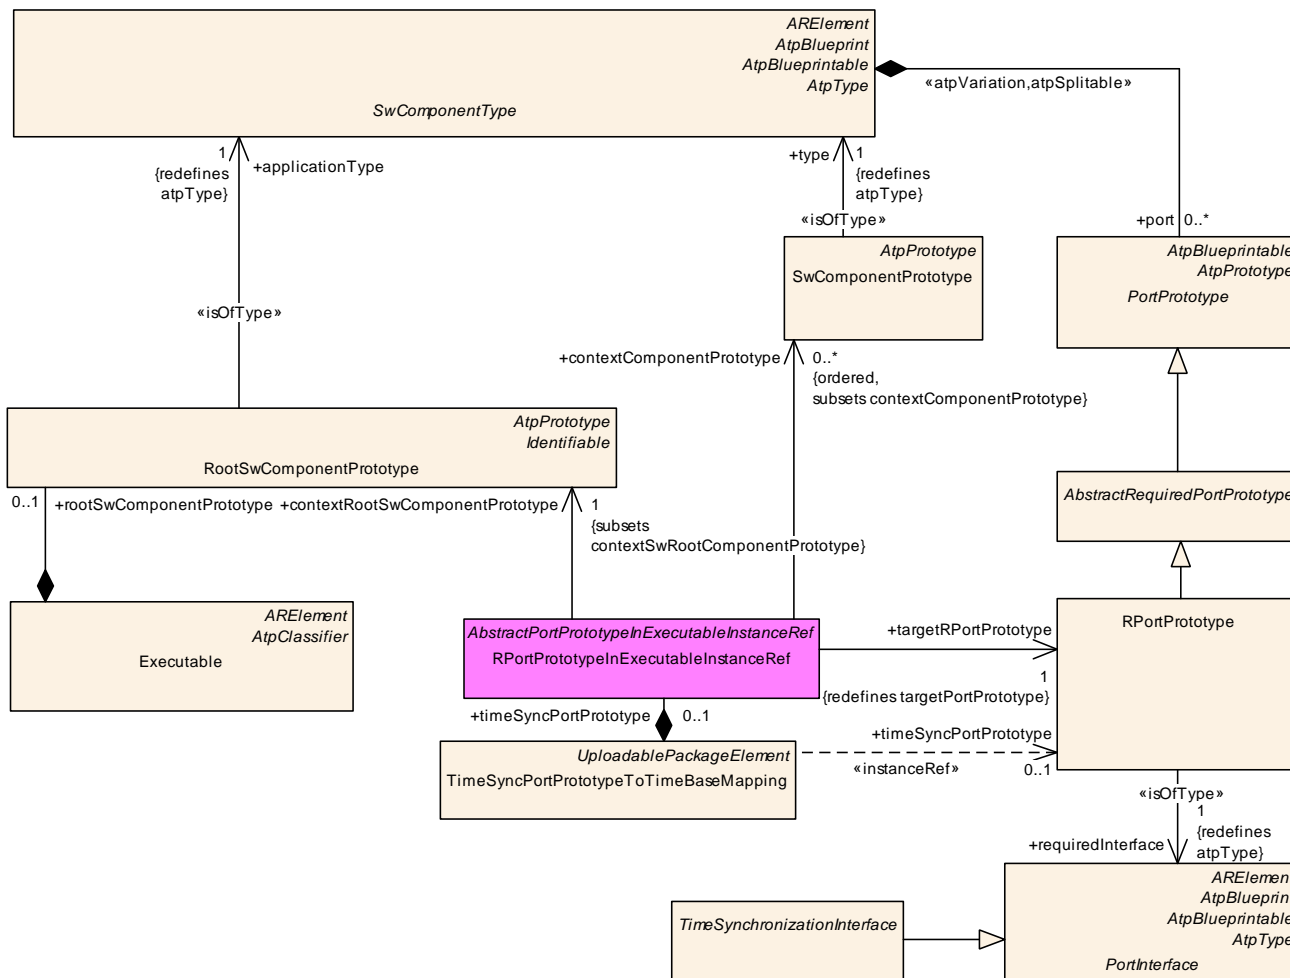 ARElement
AtpBlueprint
AtpBlueprintable
AtpType
SwComponentType
«atpVariation,atpSplitable»
1
+applicationType
{redefines
atpType}
+type
1
{redefines
atpType}
«isOfType»
+port 0..*
AtpPrototype
SwComponentPrototype
AtpBlueprintable
AtpPrototype
PortPrototype
«isOfType»
+contextComponentPrototype
0..*
{ordered,
subsets contextComponentPrototype}
AtpPrototype
Identifiable
RootSwComponentPrototype
AbstractRequiredPortPrototype
0..1
+rootSwComponentPrototype
+contextRootSwComponentPrototype
1
{subsets
contextSwRootComponentPrototype}
ARElement
AtpClassifier
Executable
AbstractPortPrototypeInExecutableInstanceRef
RPortPrototypeInExecutableInstanceRef
+targetRPortPrototype
1
{redefines targetPortPrototype}
RPortPrototype
+timeSyncPortPrototype
0..1
+timeSyncPortPrototype
«instanceRef»
0..1
UploadablePackageElement
TimeSyncPortPrototypeToTimeBaseMapping
«isOfType»
1
+requiredInterface
{redefines
atpType}
ARElemen
AtpBlueprin
AtpBlueprintable
AtpType
PortInterface
TimeSynchronizationInterface